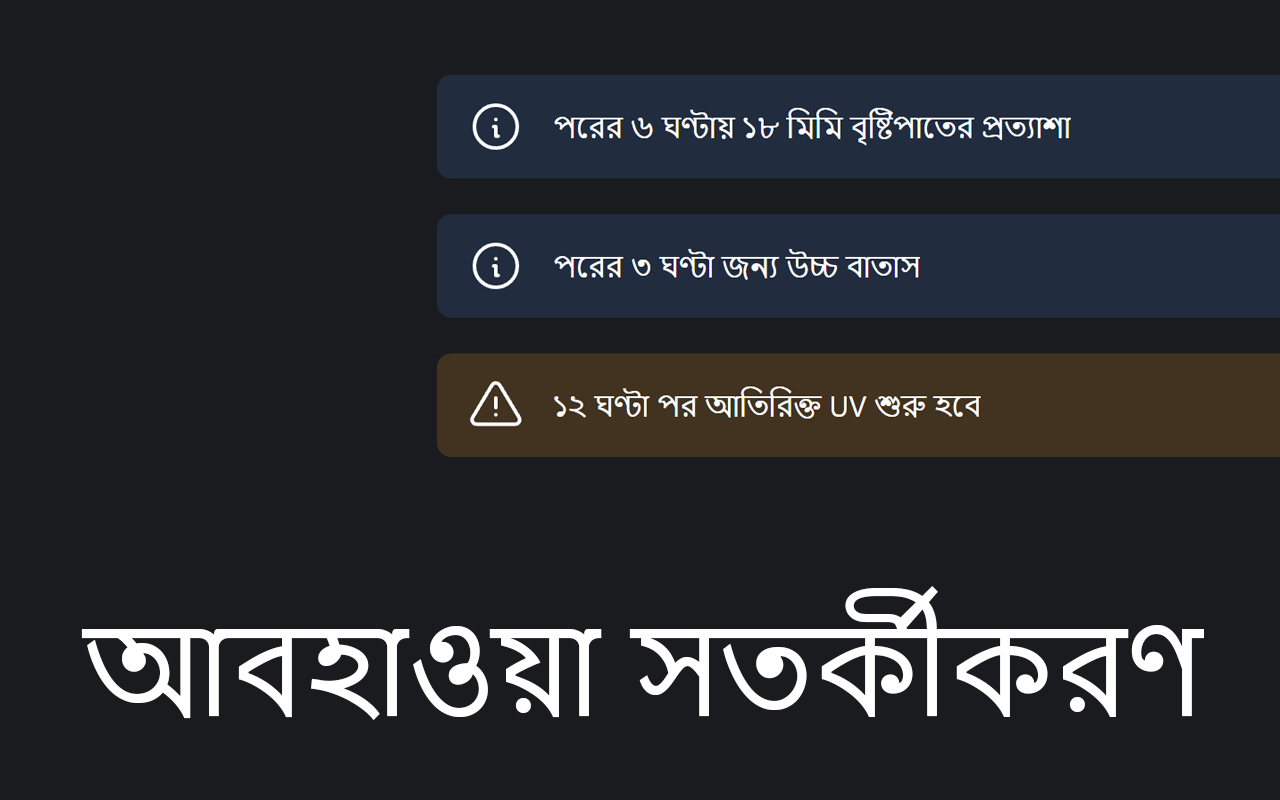 পরের ৬ ঘণ্টায় ১৮ মিমি বৃষ্টিপাতের প্রত্যাশা
পরের ৩ ঘণ্টা জন্য উচ্চ বাতাস
১২ ঘণ্টা পর আতিরিক্ত UV শুরু হবে
আবহাওয়া সতর্কীকরণ